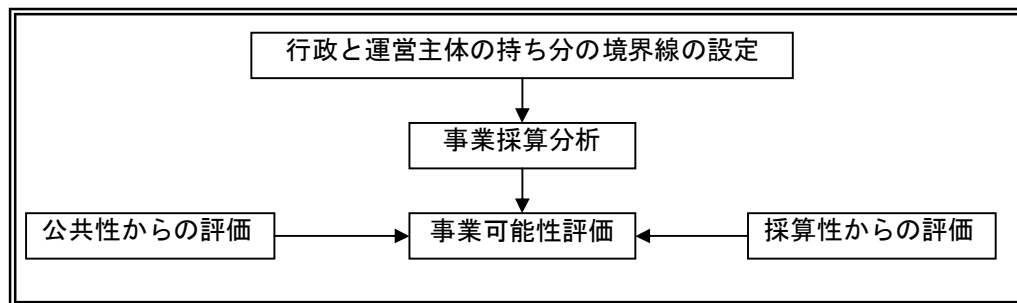 行政と運営主体の持ち分の境界線の設定
事業採算分析
公共性からの評価
事業可能性評価
採算性からの評価